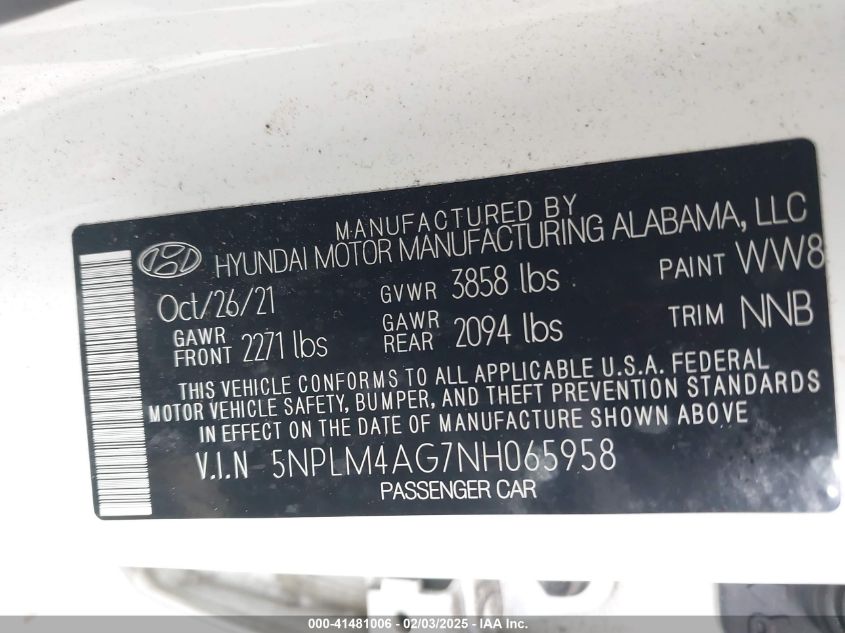 MANUFACTURED BY
HYUNDAI MOTOR MANUFACTURING ALABAMA, LLC
Oct/26/21 GVWR 3858 lbs PAINT WW8
GAWR FRONT 2271 lbs GAWR REAR 2094 lbs TRIM NNB
THIS VEHICLE CONFORMS TO ALL APPLICABLE U.S.A. FEDERAL
MOTOR VEHICLE SAFETY, BUMPER, AND THEFT PREVENTION STANDARDS
IN EFFECT ON THE DATE OF MANUFACTURE SHOWN ABOVE
V.I.N 5NPLM4AG7NH065958
PASSENGER CAR
000-41481006 / 02/03/2025 - IAA Inc.